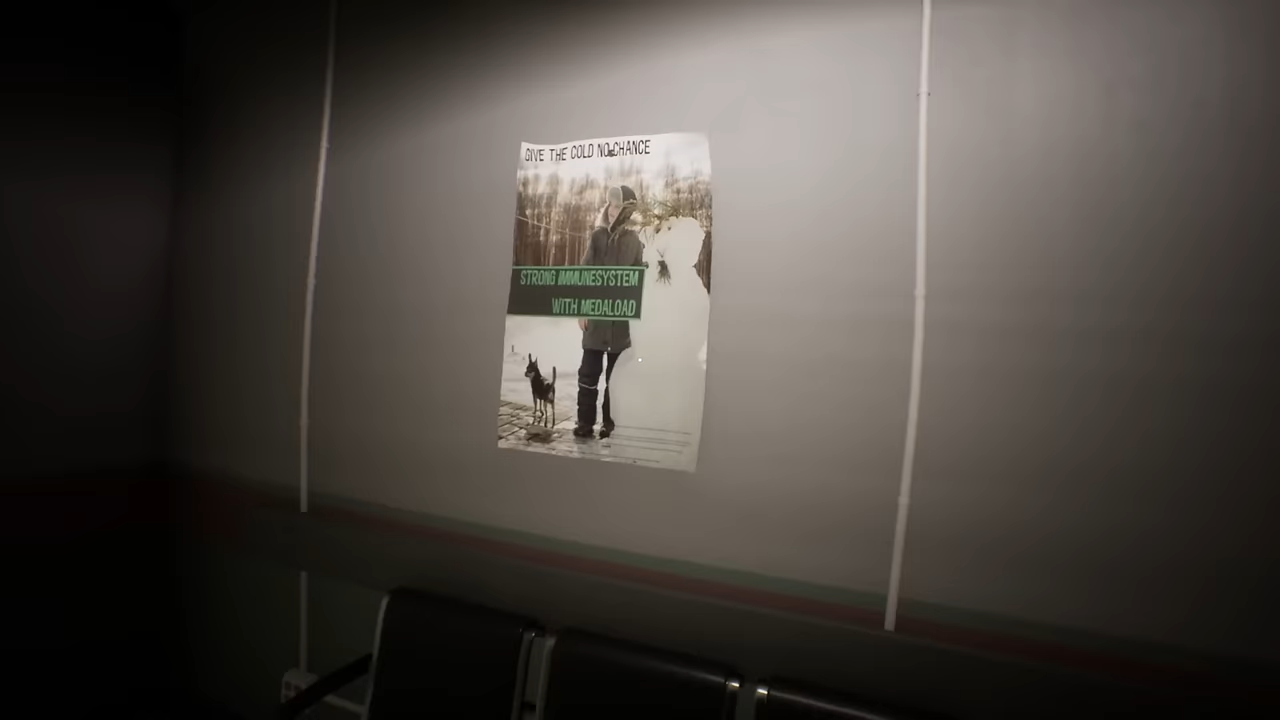 GIVE THE COLD NO CHANCE
STRONG IMMUNESYSTEM
WITH MEDALOAD